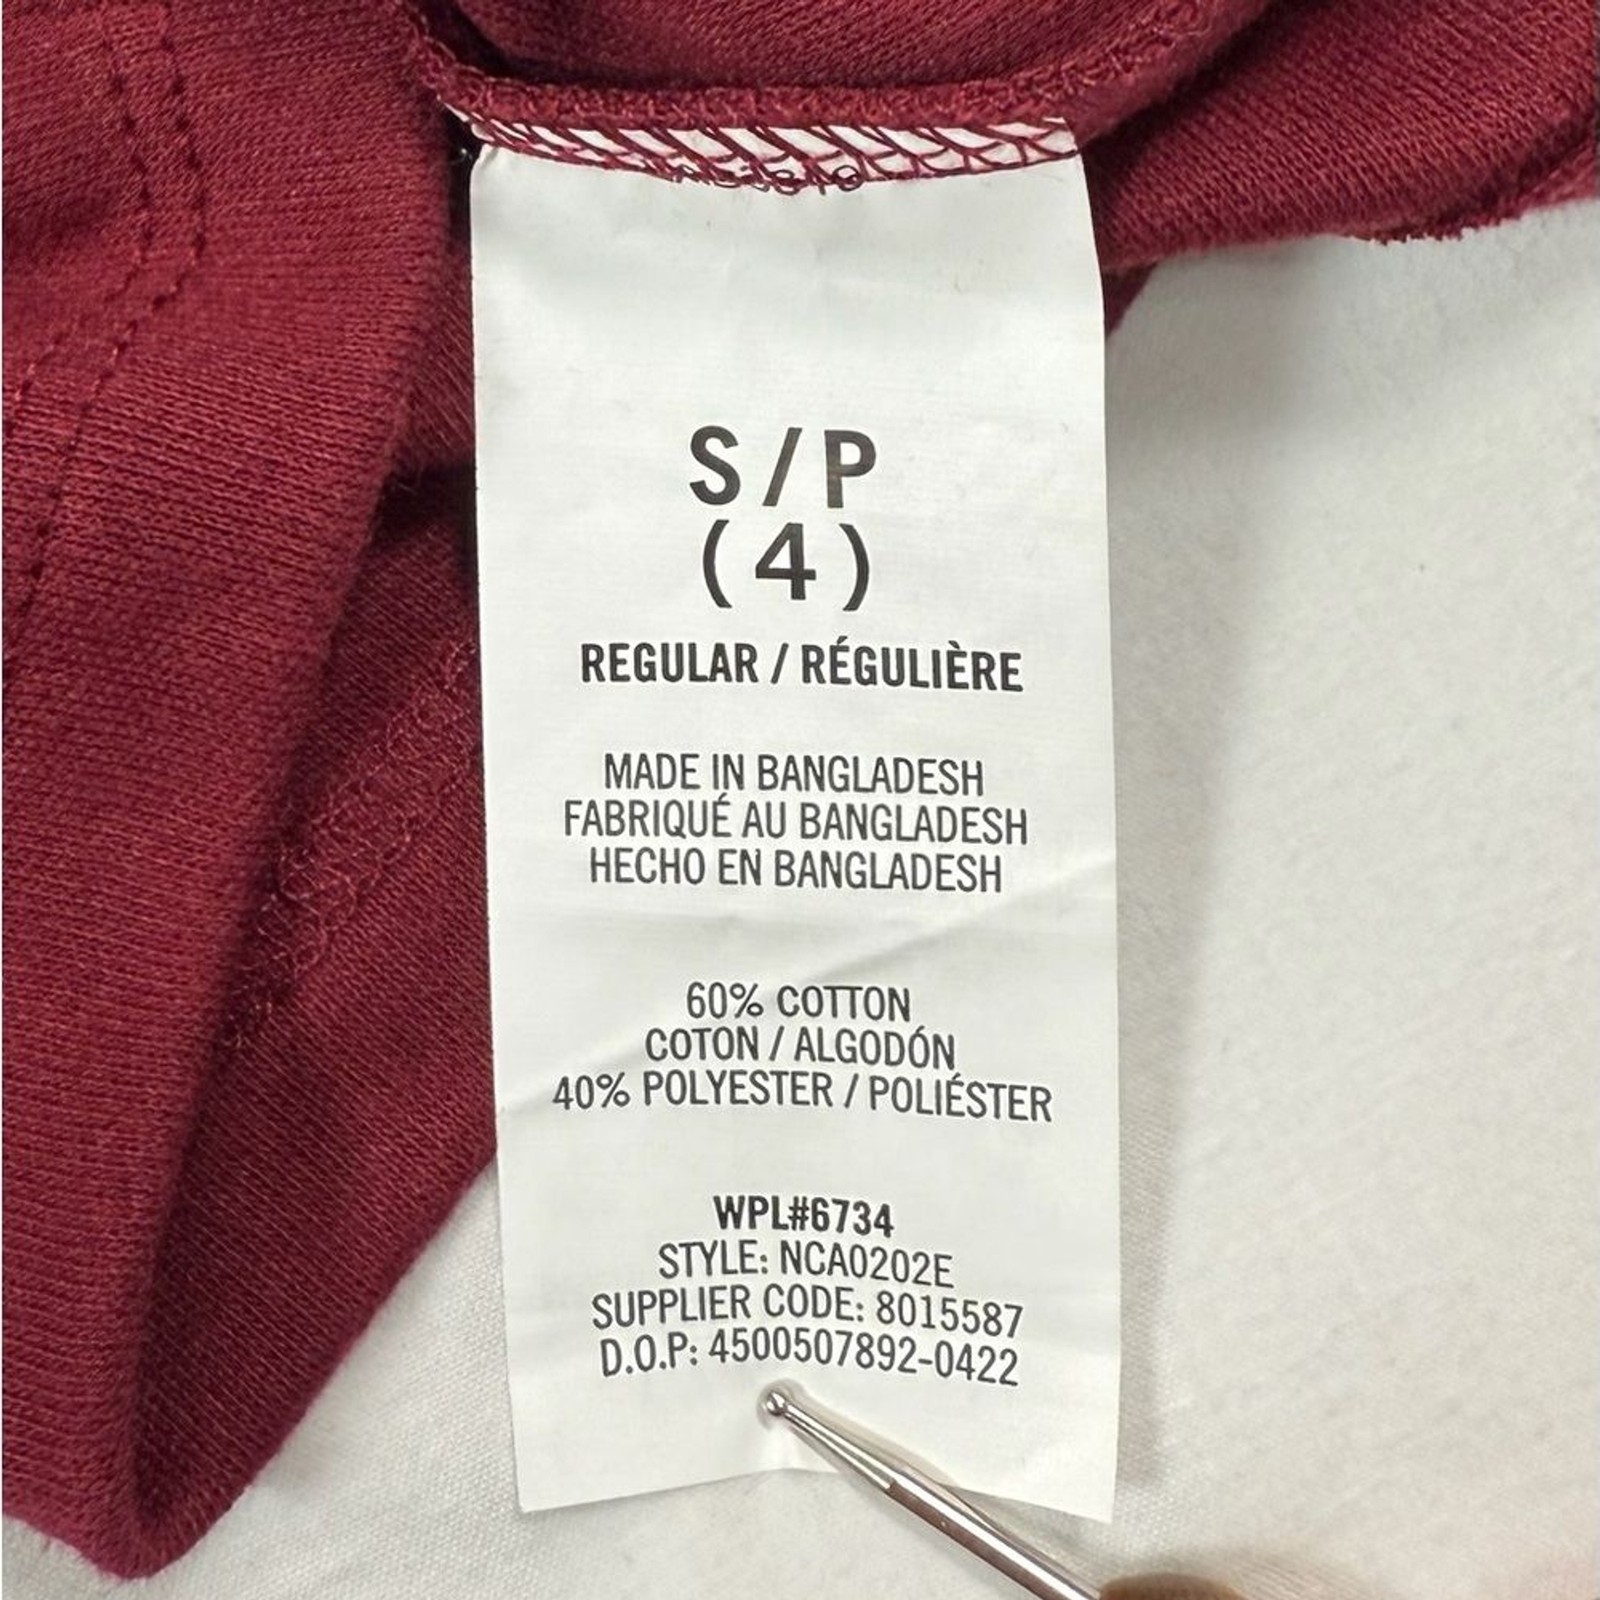 S/P
(4)
REGULAR / RÉGULIÈRE
MADE IN BANGLADESH
FABRIQUÉ AU BANGLADESH
HECHO EN BANGLADESH
60% COTTON
COTON / ALGODÓN
40% POLYESTER / POLIÉSTER
WPL#6734
STYLE: NCA0202E
SUPPLIER CODE: 8015587
D.O.P: 4500507892-0422